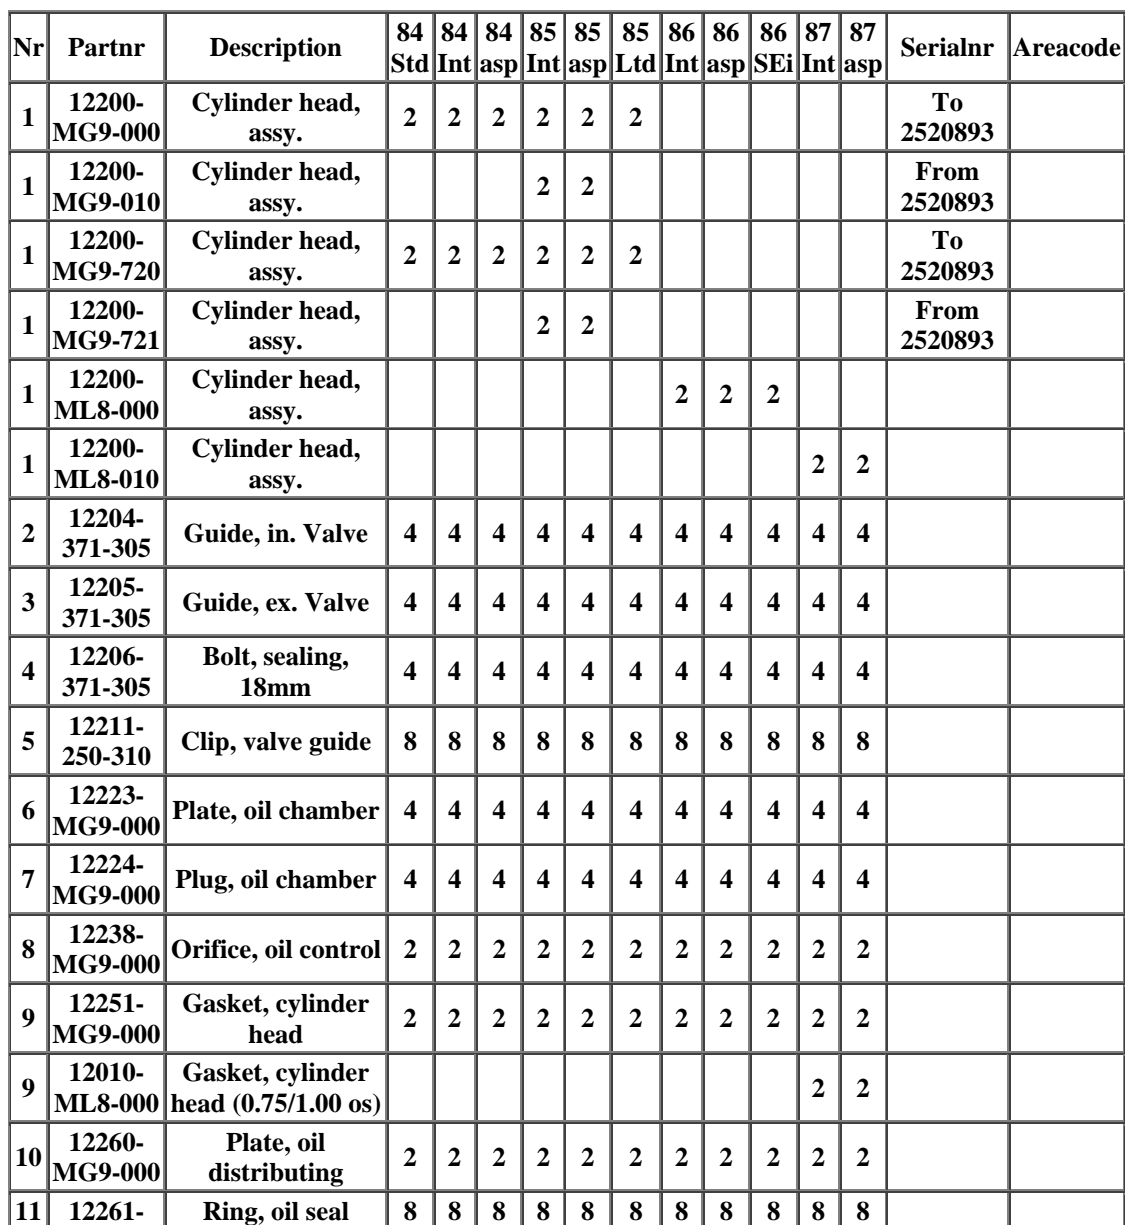 Nr Partnr Description 84 Std 84 Int 84 asp 85 Int 85 asp 85 Ltd 86 Int 86 asp 86 SEi 87 Int 87 asp Serialnr Areacode
1 12200-MG9-000 Cylinder head, assy. 2 2 2 2 2 2 To 2520893
1 12200-MG9-010 Cylinder head, assy. 2 2 From 2520893
1 12200-MG9-720 Cylinder head, assy. 2 2 2 2 2 2 To 2520893
1 12200-MG9-721 Cylinder head, assy. 2 2 From 2520893
1 12200-ML8-000 Cylinder head, assy. 2 2 2
1 12200-ML8-010 Cylinder head, assy. 2 2
2 12204-371-305 Guide, in. Valve 4 4 4 4 4 4 4 4 4 4 4
3 12205-371-305 Guide, ex. Valve 4 4 4 4 4 4 4 4 4 4 4
4 12206-371-305 Bolt, sealing, 18mm 4 4 4 4 4 4 4 4 4 4 4
5 12211-250-310 Clip, valve guide 8 8 8 8 8 8 8 8 8 8 8
6 12223-MG9-000 Plate, oil chamber 4 4 4 4 4 4 4 4 4 4 4
7 12224-MG9-000 Plug, oil chamber 4 4 4 4 4 4 4 4 4 4 4
8 12238-MG9-000 Orifice, oil control 2 2 2 2 2 2 2 2 2 2 2
9 12251-MG9-000 Gasket, cylinder head 2 2 2 2 2 2 2 2 2 2 2
9 12010-ML8-000 Gasket, cylinder head (0.75/1.00 os) 2 2
10 12260-MG9-000 Plate, oil distributing 2 2 2 2 2 2 2 2 2 2 2
11 12261- Ring, oil seal 8 8 8 8 8 8 8 8 8 8 8